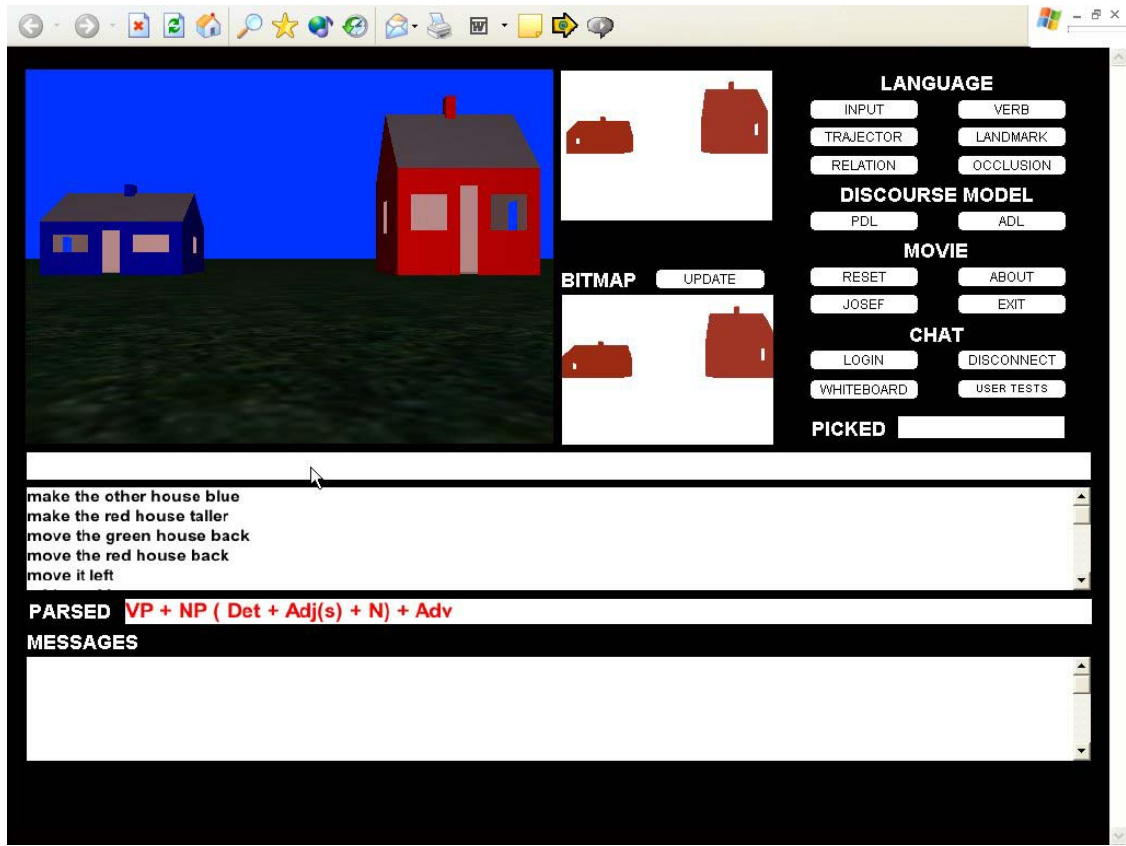 LANGUAGE
INPUT VERB
TRAJECTOR LANDMARK
RELATION OCCLUSION
DISCOURSE MODEL
PDL ADL
MOVIE
BITMAP UPDATE
RESET ABOUT
JOSEF EXIT
CHAT
LOGIN DISCONNECT
WHITEBOARD USER TESTS
PICKED
make the other house blue
make the red house taller
move the green house back
move the red house back
move it left
PARSED VP + NP ( Det + Adj(s) + N) + Adv
MESSAGES